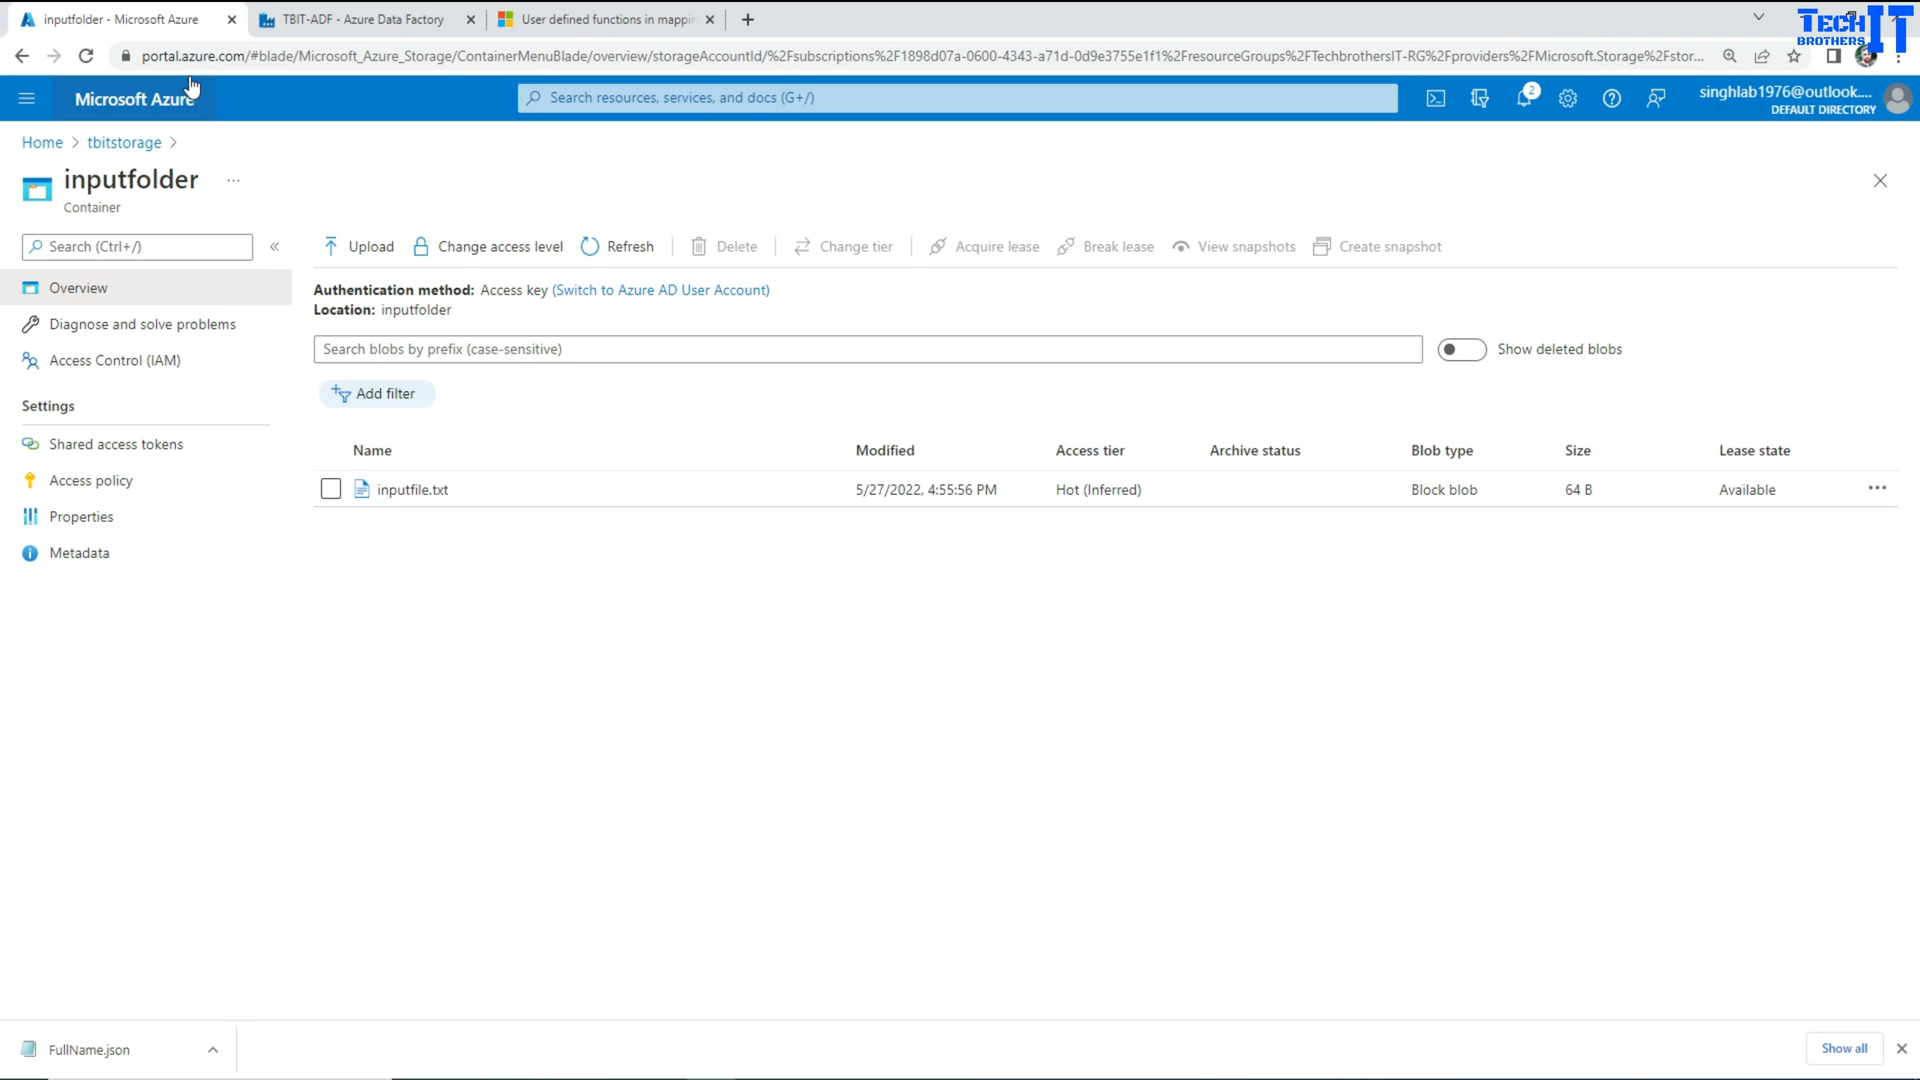 inputfolder - Microsoft Azure
TBIT-ADF - Azure Data Factory
User defined functions in mappin
TECH IT
BROTHERS
portal.azure.com/#blade/Microsoft_Azure_Storage/ContainerMenuBlade/overview/storageAccountId/%2Fsubscriptions%2F1898d07a-0600-4343-a71d-0d9e3755e1f1%2FresourceGroups%2FTechbrothersIT-RG%2Fproviders%2FMicrosoft.Storage%2Fstor...
Microsoft Azure
Search resources, services, and docs (G+/)
2
singhlab1976@outlook....
DEFAULT DIRECTORY
Home > tbitstorage >
inputfolder ...
Container
Search (Ctrl+/)
«
Overview
Diagnose and solve problems
Access Control (IAM)
Settings
Shared access tokens
Access policy
Properties
Metadata
Upload Change access level Refresh Delete Change tier Acquire lease Break lease View snapshots Create snapshot
Authentication method: Access key (Switch to Azure AD User Account)
Location: inputfolder
Search blobs by prefix (case-sensitive)
Show deleted blobs
Add filter
Name Modified Access tier Archive status Blob type Size Lease state
inputfile.txt 5/27/2022, 4:55:56 PM Hot (Inferred) Block blob 64 B Available ...
FullName.json
Show all